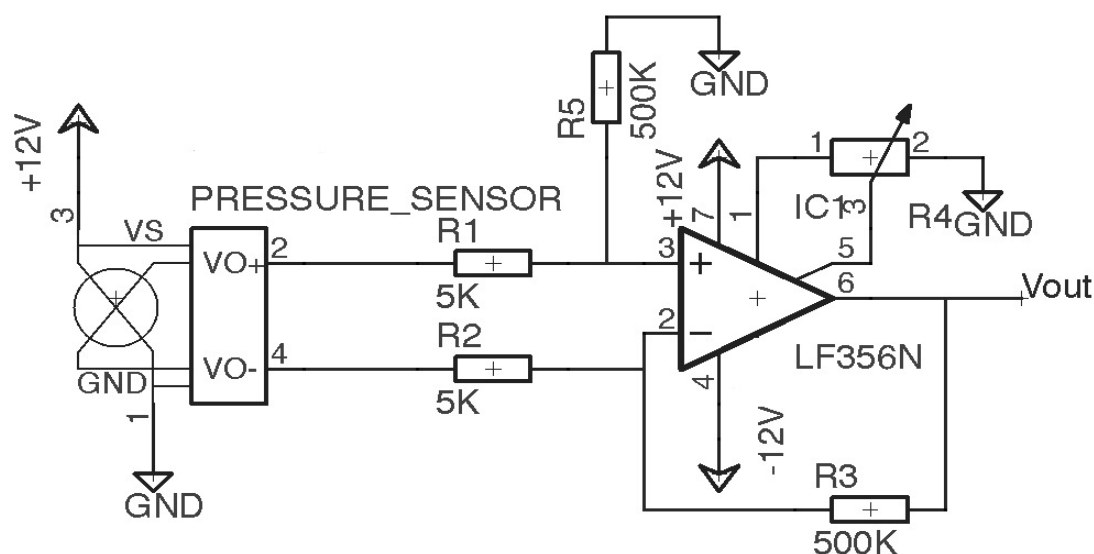 GND
R5
500K
+12V
3
PRESSURE_SENSOR
VS
VO+
2
R1
5K
+12V
7
1
1
2
IC1
3
R4
GND
3
+
5
6
Vout
2
-
LF356N
GND
VO-
4
R2
5K
4
-12V
1
GND
R3
500K